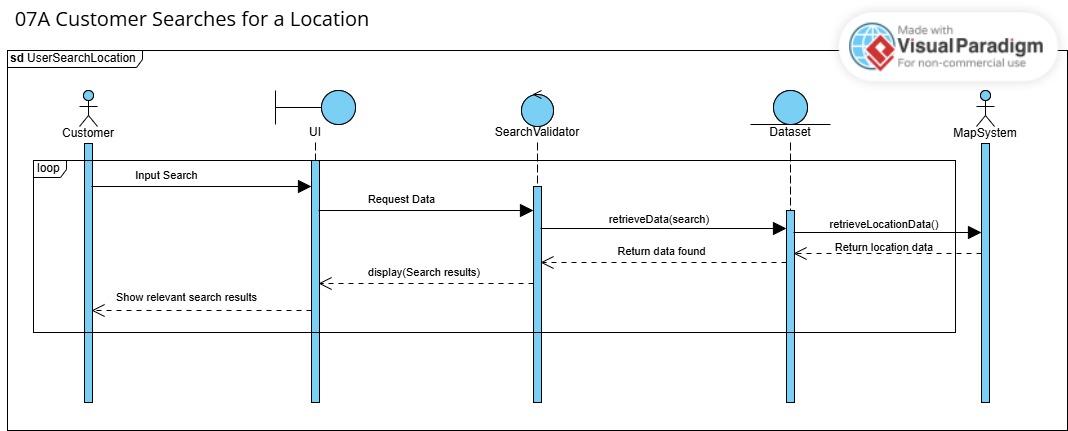 07A Customer Searches for a Location
Made with
Visual Paradigm
For non-commercial use
sd UserSearchLocation
Customer
UI
SearchValidator
Dataset
MapSystem
loop
Input Search
Request Data
retrieveData(search)
retrieveLocationData()
Return location data
Return data found
display(Search results)
Show relevant search results